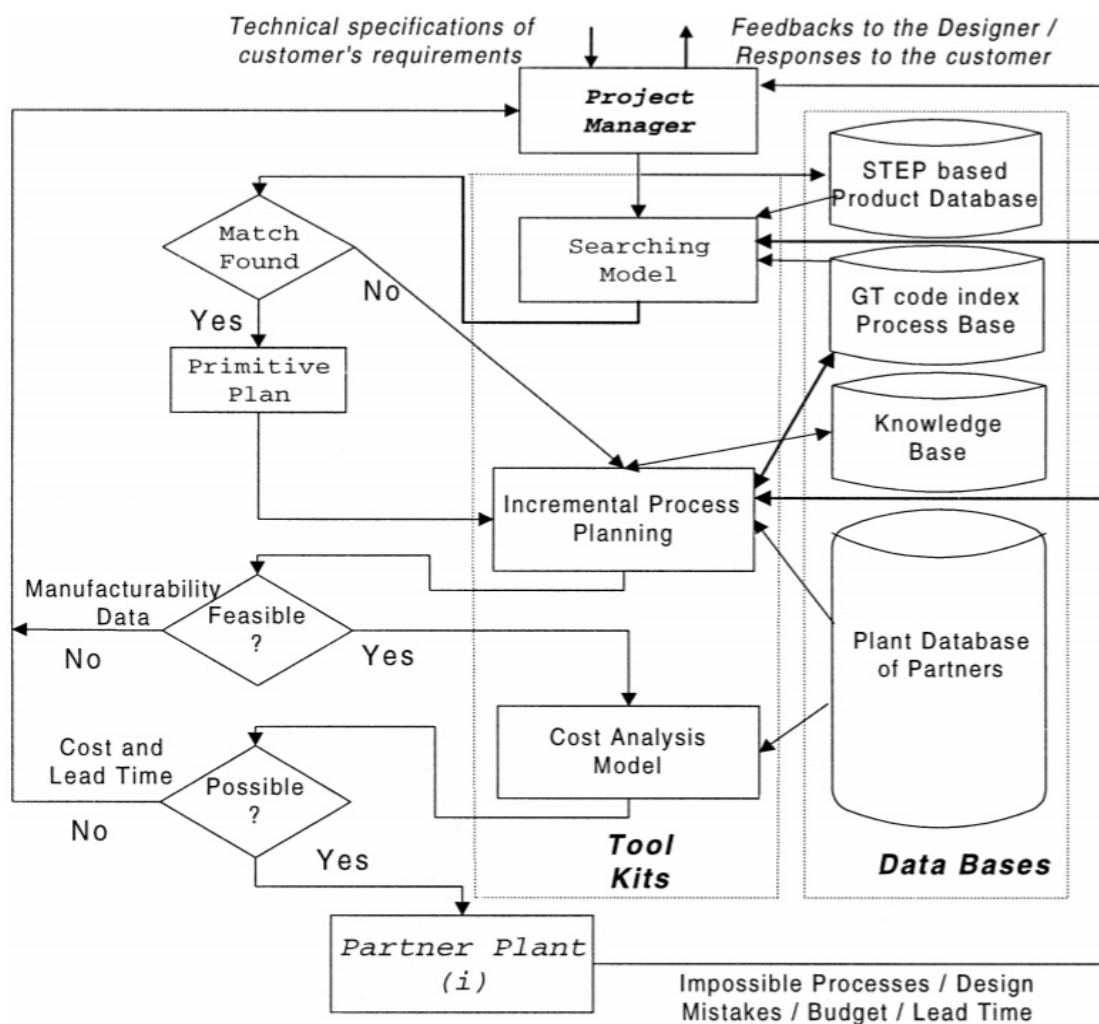 Technical specifications of
customer's requirements
Feedbacks to the Designer /
Responses to the customer
Project
Manager
STEP based
Product Database
Searching
Model
Match
Found
No
GT code index
Process Base
Yes
Primitive
Plan
Knowledge
Base
Incremental Process
Planning
Manufacturability
Data
Feasible
?
No
Yes
Plant Database
of Partners
Cost and
Lead Time
Possible
?
Cost Analysis
Model
No
Yes
Tool
Kits
Data Bases
Partner Plant
(i)
Impossible Processes / Design
Mistakes / Budget / Lead Time